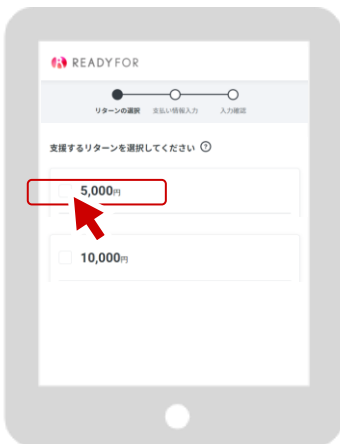 READYFOR
リターンの選択 支払い情報入力 入力確認
支援するリターンを選択してください ?
5,000円
10,000円